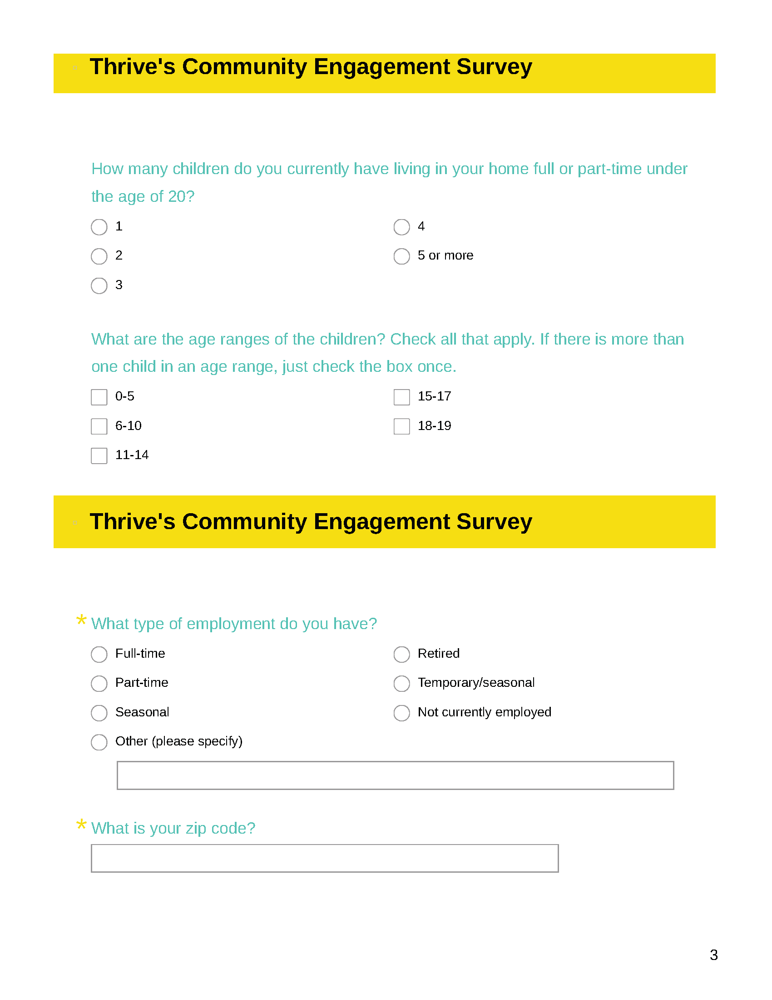 Thrive's Community Engagement Survey
How many children do you currently have living in your home full or part-time under
the age of 20?
1
4
2
5 or more
3
What are the age ranges of the children? Check all that apply. If there is more than
one child in an age range, just check the box once.
0-5
15-17
6-10
18-19
11-14
Thrive's Community Engagement Survey
* What type of employment do you have?
Full-time
Retired
Part-time
Temporary/seasonal
Seasonal
Not currently employed
Other (please specify)
* What is your zip code?
3